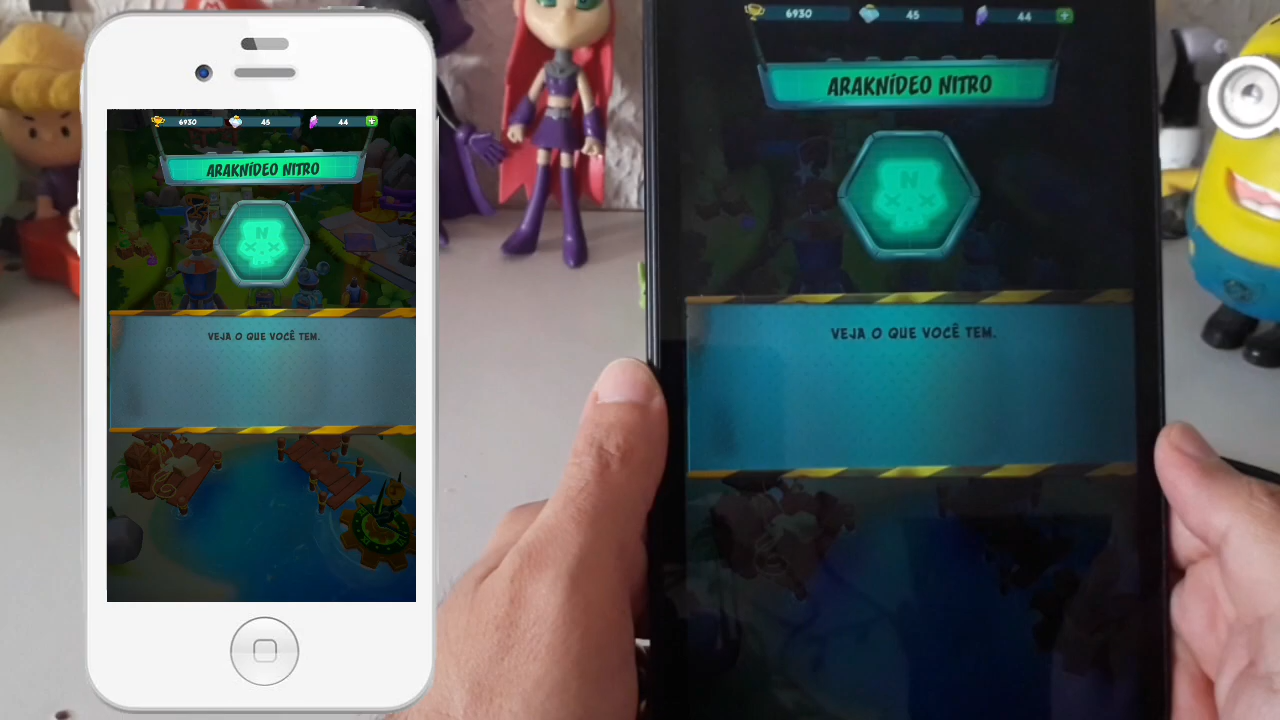 6930 45 44
ARAKNÍDEO NITRO
N
VEJA O QUE VOCÊ TEM.
6930 45 44
ARAKNÍDEO NITRO
N
VEJA O QUE VOCÊ TEM.